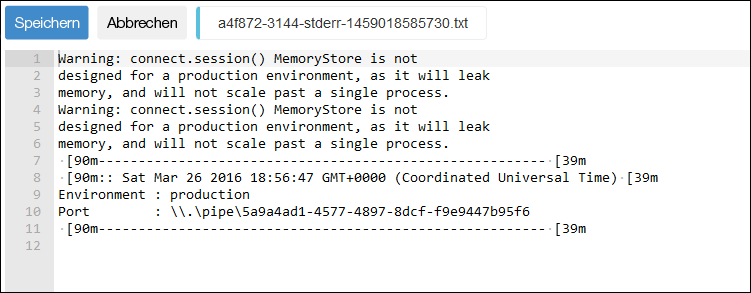 Speichern Abbrechen a4f872-3144-stderr-1459018585730.txt
1 Warning: connect.session() MemoryStore is not
2 designed for a production environment, as it will leak
3 memory, and will not scale past a single process.
4 Warning: connect.session() MemoryStore is not
5 designed for a production environment, as it will leak
6 memory, and will not scale past a single process.
7 ·[90m------------------------------------------------------- ·[39m
8 ·[90m:: Sat Mar 26 2016 18:56:47 GMT+0000 (Coordinated Universal Time)·[39m
9 Environment : production
10 Port        : \\.\pipe\5a9a4ad1-4577-4897-8dcf-f9e9447b95f6
11 ·[90m------------------------------------------------------- ·[39m
12